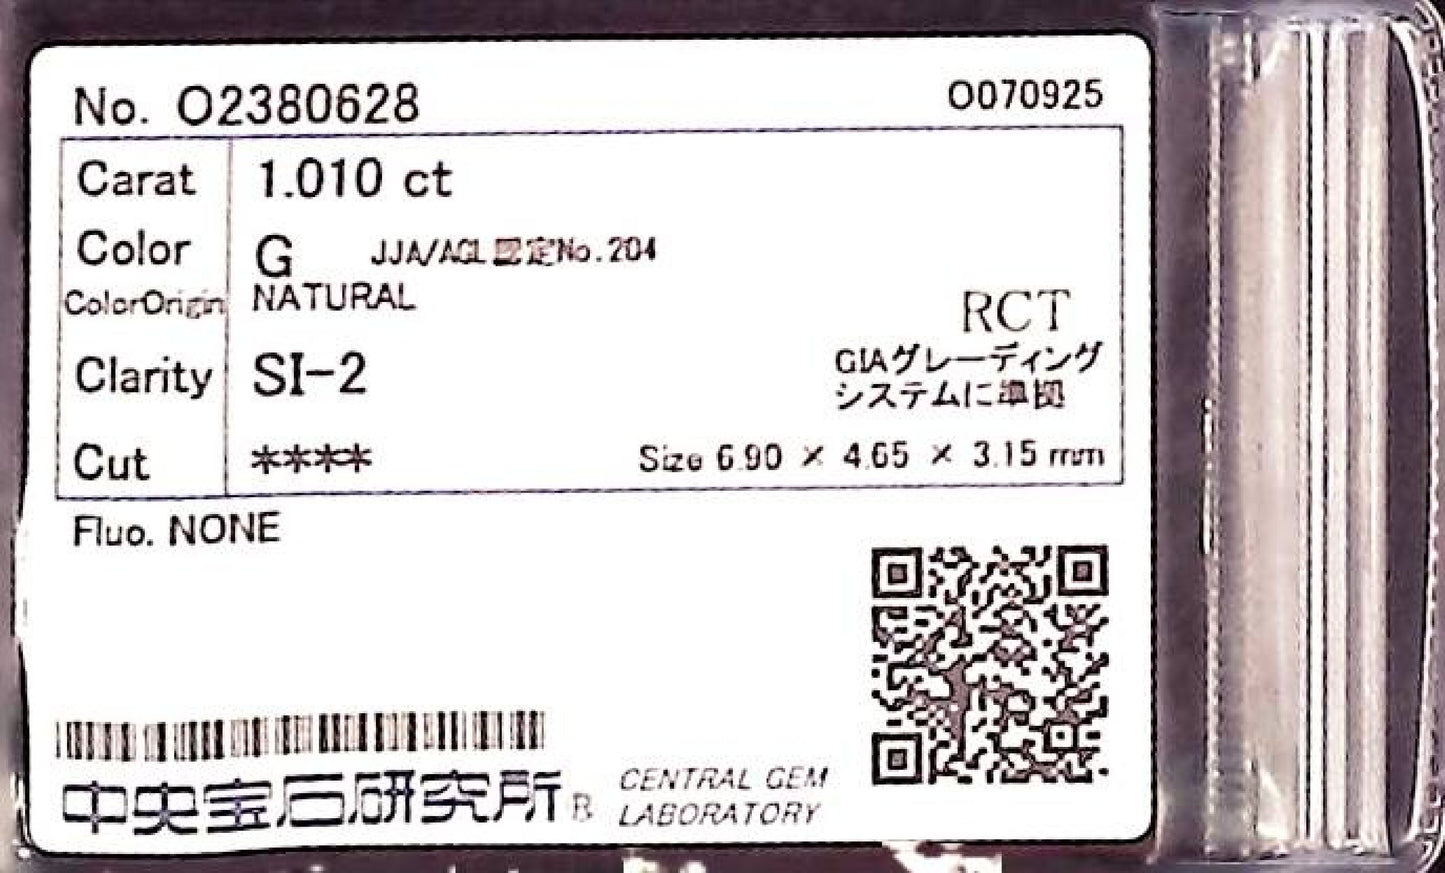 No. O2380628 O070925
Carat 1.010 ct
Color G JJA/AGL認定No.204
ColorOrigin NATURAL
RCT
GIAグレーディング
Clarity SI-2
システムに準拠
Cut **** Size 6.90 × 4.65 × 3.15 mm
Fluo. NONE
中央宝石研究所 B CENTRAL GEM
LABORATORY